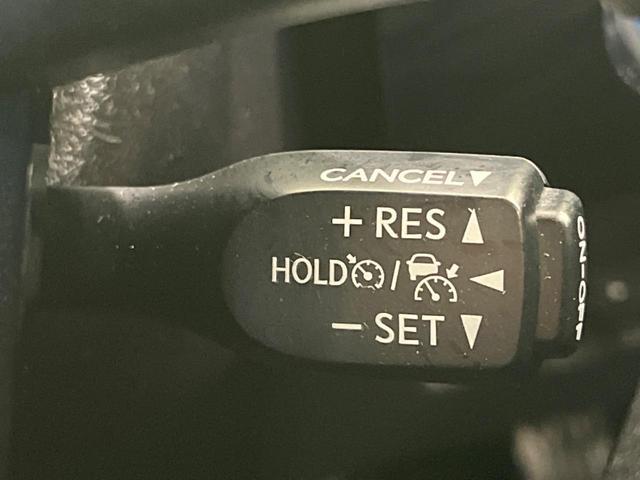 CANCEL▼
+ RES ▲
HOLD / ◀
− SET ▼
ON-OFF